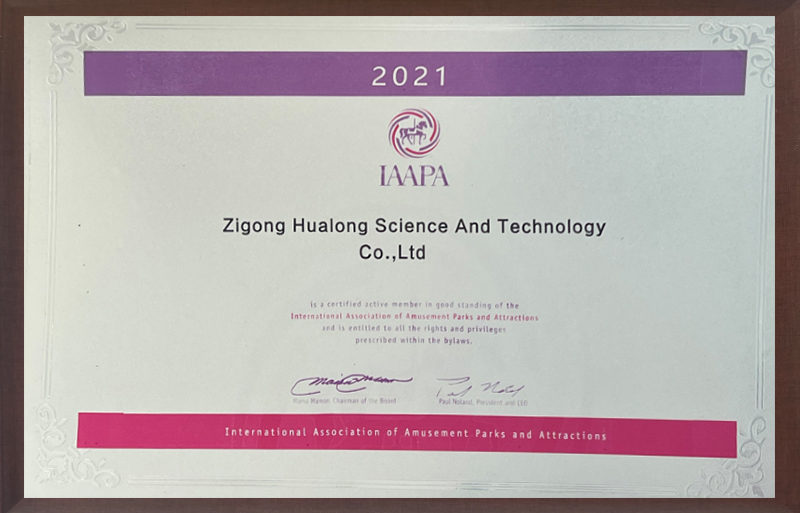 2021
IAAPA
Zigong Hualong Science And Technology
Co.,Ltd
is a certified active member in good standing of the
International Association of Amusement Parks and Attractions
and is entitled to all the rights and privileges
prescribed within the bylaws.
Chairman of the Board
Paul Noland, President and CEO
International Association of Amusement Parks and Attractions